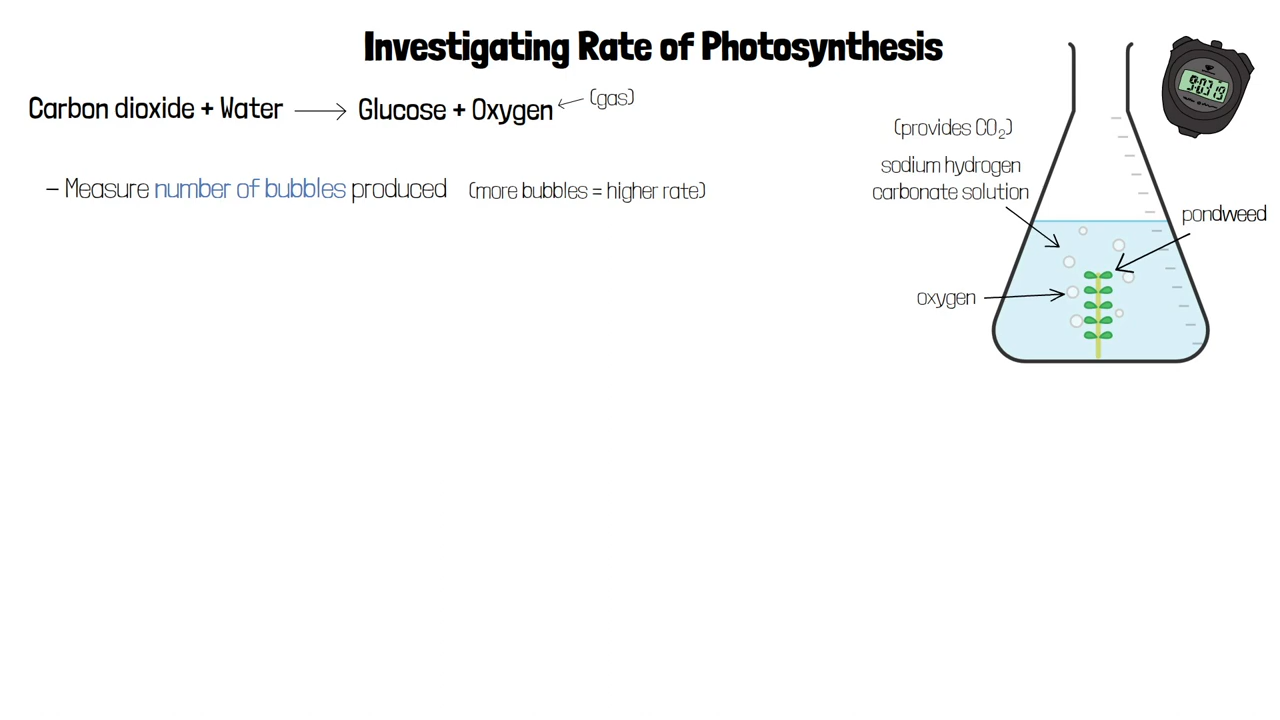 Investigating Rate of Photosynthesis
Carbon dioxide + Water → Glucose + Oxygen (gas)
(provides CO₂)
sodium hydrogen
carbonate solution
– Measure number of bubbles produced (more bubbles = higher rate)
pondweed
oxygen